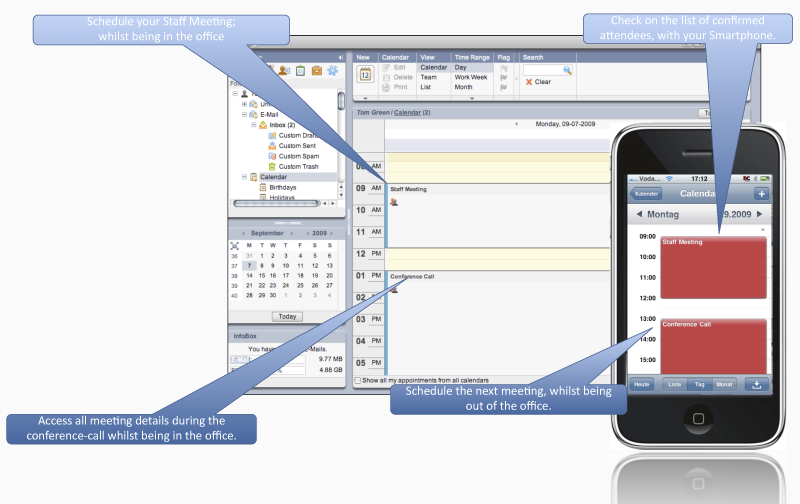 Schedule your Staff Meeting;
whilst being in the office
Check on the list of confirmed
attendees, with your Smartphone.
New Calendar View Time Range Flag Search
12
Edit Calendar Day
Delete Team Work Week
Print List Month
Clear
E-Mail
Inbox (2)
Custom Drafts
Custom Sent
Custom Spam
Custom Trash
Calendar
Birthdays
Holidays
Tom Green / Calendar (2)
Monday, 09-07-2009
AM
09 AM Staff Meeting
10 AM
11 AM
12 PM
01 PM Conference Call
02 PM
03 PM
04 PM
05 PM
Show all my appointments from all calendars
September 2009
M T W T F S S
36 31 1 2 3 4 5 6
37 7 8 9 10 11 12 13
38 14 15 16 17 18 19 20
39 21 22 23 24 25 26 27
40 28 29 30 1 2 3 4
Today
InfoBox
You have -Mails.
9.77 MB
% 4.88 GB
Voda... 17:12
Kalender Calenda +
Montag 9.2009
09:00
Staff Meeting
10:00
11:00
12:00
13:00
Conference Call
14:00
15:00
Heute Liste Tag Monat
Access all meeting details during the
conference-call whilst being in the office.
Schedule the next meeting, whilst being
out of the office.